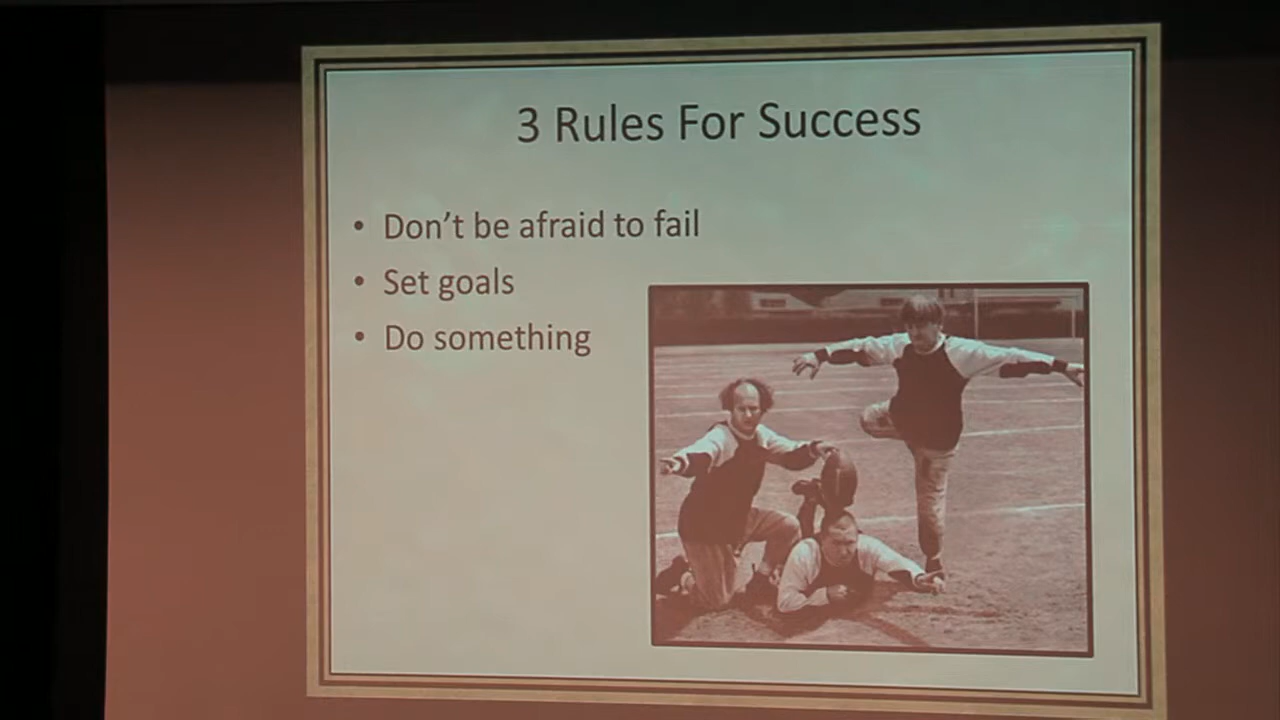 3 Rules For Success
• Don't be afraid to fail
• Set goals
• Do something